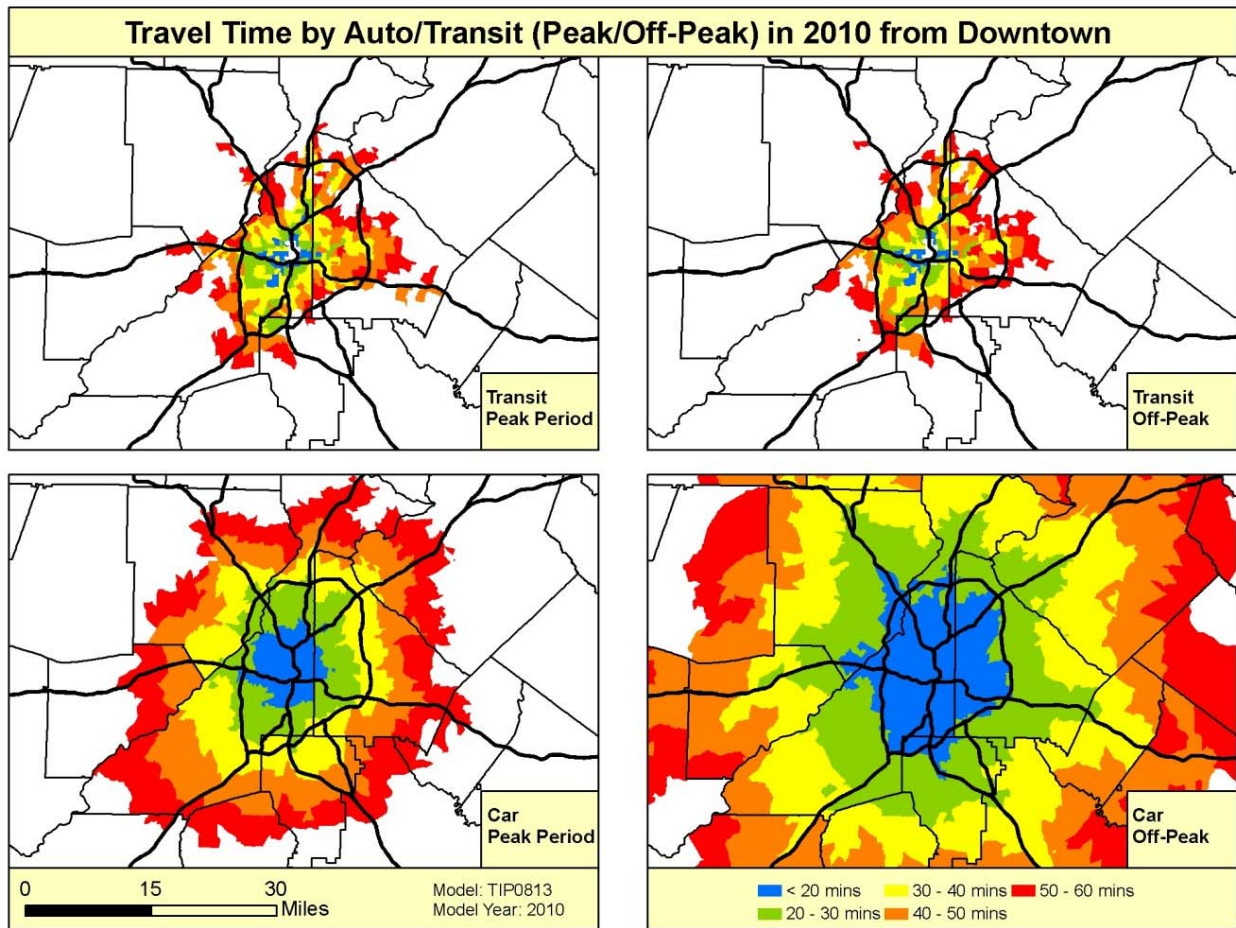 Travel Time by Auto/Transit (Peak/Off-Peak) in 2010 from Downtown
Transit
Peak Period
Transit
Off-Peak
Car
Peak Period
Car
Off-Peak
0 15 30
Miles
Model: TIP0813
Model Year: 2010
< 20 mins 30 - 40 mins 50 - 60 mins
20 - 30 mins 40 - 50 mins